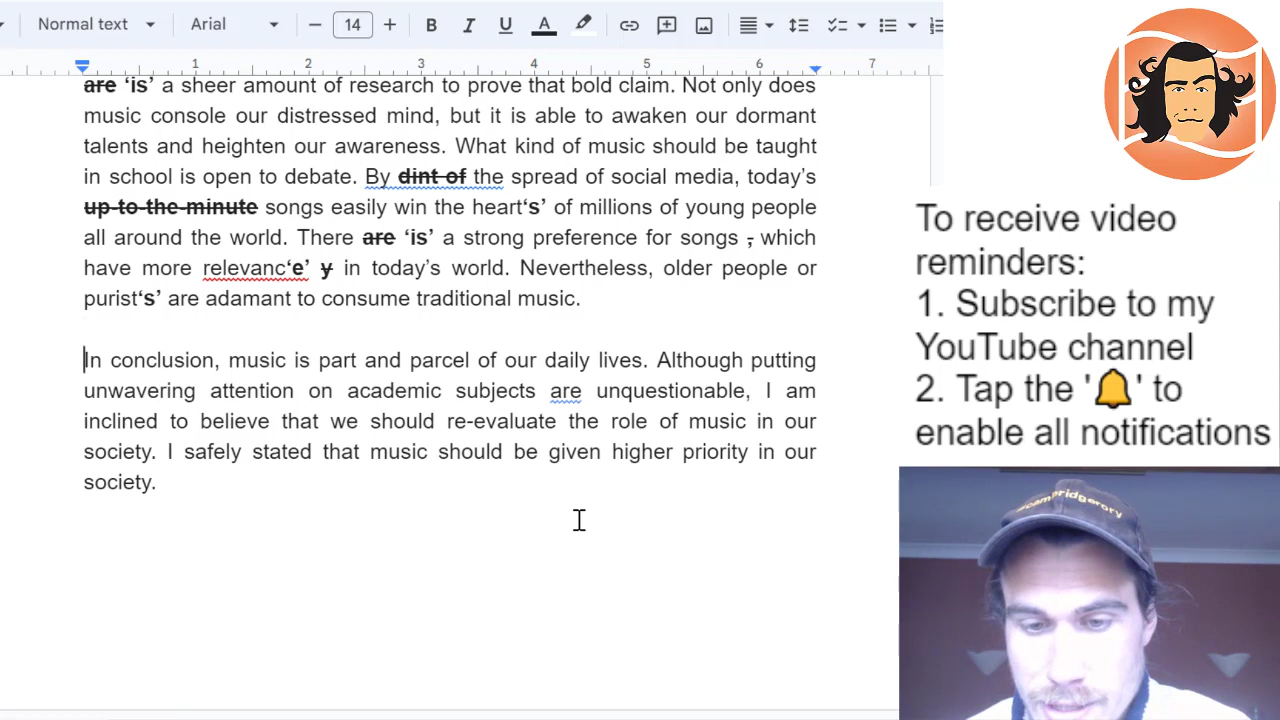 Normal text Arial 14 B I U A
1 2 3 4 5 6 7
are ‘is’ a sheer amount of research to prove that bold claim. Not only does
music console our distressed mind, but it is able to awaken our dormant
talents and heighten our awareness. What kind of music should be taught
in school is open to debate. By dint of the spread of social media, today’s
up-to-the-minute songs easily win the heart‘s’ of millions of young people
all around the world. There are ‘is’ a strong preference for songs , which
have more relevanc‘e’ y in today’s world. Nevertheless, older people or
purist‘s’ are adamant to consume traditional music.
In conclusion, music is part and parcel of our daily lives. Although putting
unwavering attention on academic subjects are unquestionable, I am
inclined to believe that we should re-evaluate the role of music in our
society. I safely stated that music should be given higher priority in our
society.
To receive video
reminders:
1. Subscribe to my
YouTube channel
2. Tap the '🔔' to
enable all notifications
cambridgerory